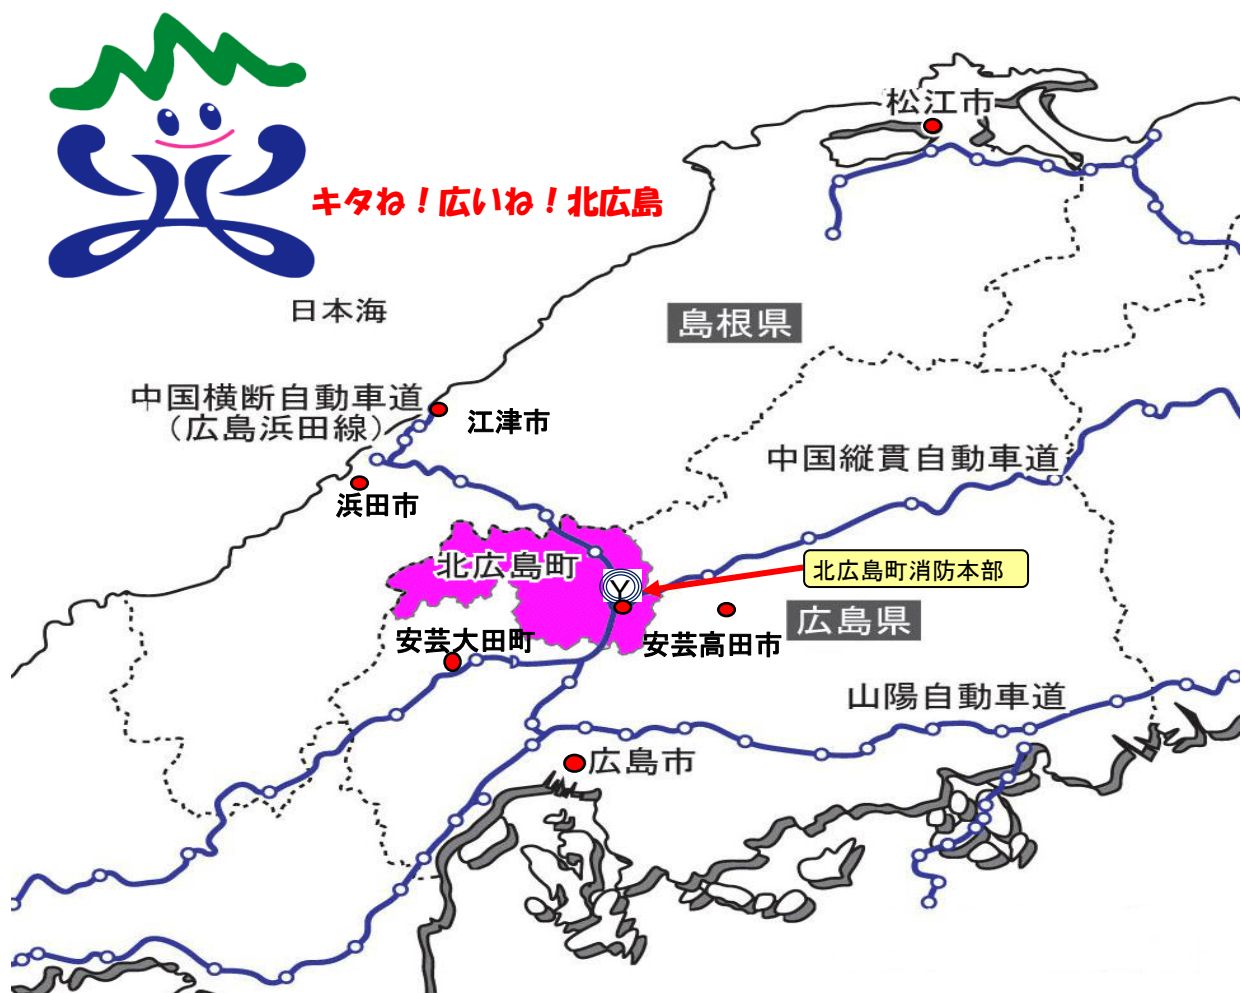 松江市
キタね！広いね！北広島
日本海
島根県
中国横断自動車道
（広島浜田線）
江津市
中国縦貫自動車道
浜田市
北広島町
北広島町消防本部
Y
広島県
安芸大田町
安芸高田市
山陽自動車道
広島市